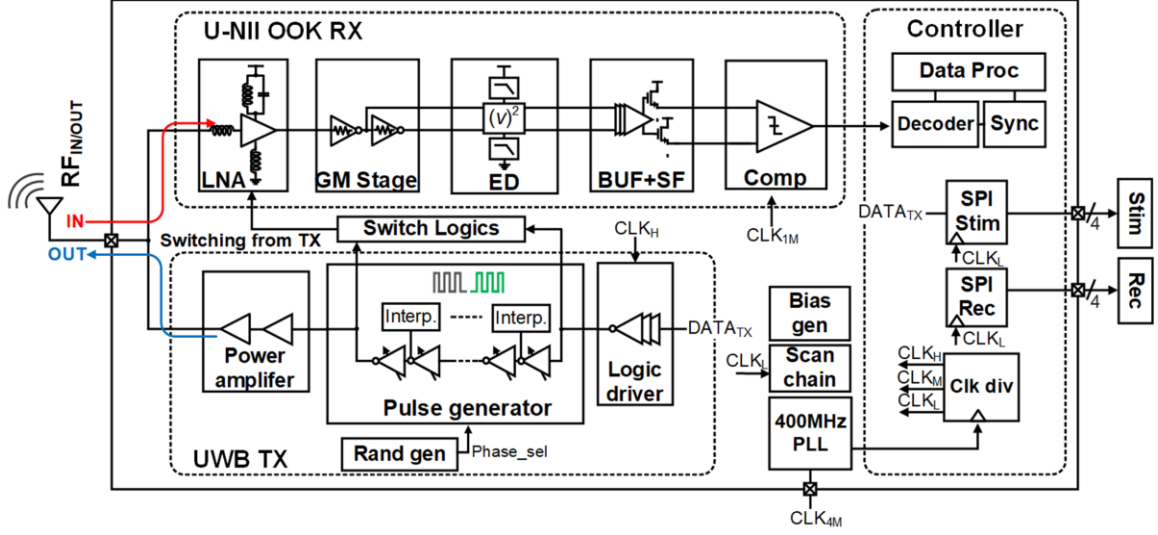 U-NII OOK RX
Controller
Data Proc
Decoder
Sync
LNA
GM Stage
(V)²
ED
BUF+SF
Comp
RF_IN/OUT
IN
OUT
Switching from TX
Switch Logics
CLK_H
CLK_1M
DATA_TX
SPI
Stim
CLK_L
4
Stim
SPI
Rec
CLK_L
4
Rec
Interp.
Interp.
Power
amplifer
Pulse generator
Logic
driver
DATA_TX
Bias
gen
CLK_L
Scan
chain
CLK_H
CLK_M
CLK_L
Clk div
400MHz
PLL
Rand gen
Phase_sel
UWB TX
CLK_4M